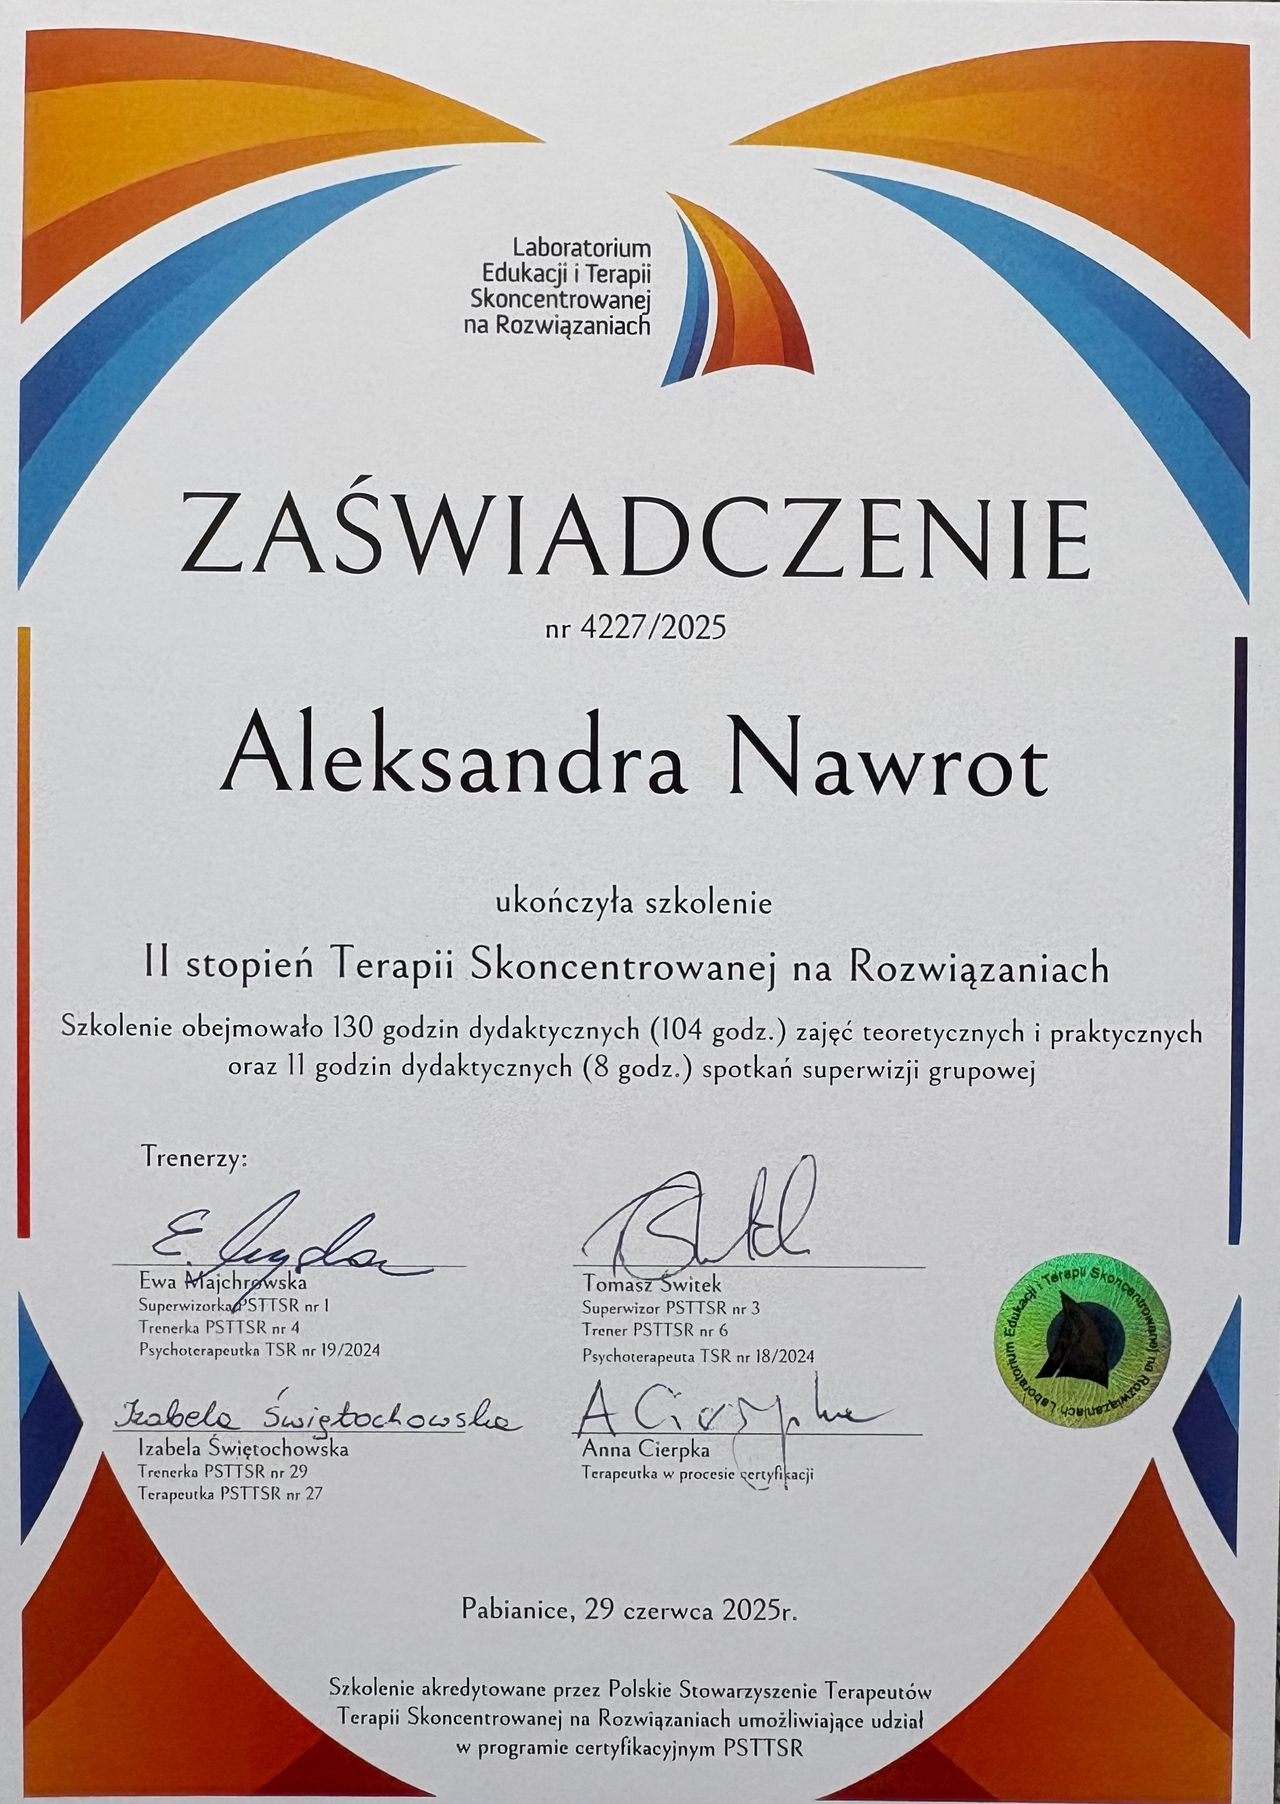 Laboratorium
Edukacji i Terapii
Skoncentrowanej
na Rozwiązaniach
ZAŚWIADCZENIE
nr 4227/2025
Aleksandra Nawrot
ukończyła szkolenie
II stopień Terapii Skoncentrowanej na Rozwiązaniach
Szkolenie obejmowało 130 godzin dydaktycznych (104 godz.) zajęć teoretycznych i praktycznych
oraz 11 godzin dydaktycznych (8 godz.) spotkań superwizji grupowej
Trenerzy:
Ewa Majchrowska
Superwizorka PSTTSR nr 1
Trenerka PSTTSR nr 4
Psychoterapeutka TSR nr 19/2024
Tomasz Świtek
Superwizor PSTTSR nr 3
Trener PSTTSR nr 6
Psychoterapeuta TSR nr 18/2024
Laboratorium Edukacji i Terapii Skoncentrowanej na Rozwiązaniach
Izabela Świętochowska
Izabela Świętochowska
Trenerka PSTTSR nr 29
Terapeutka PSTTSR nr 27
A Cierpka
Anna Cierpka
Terapeutka w procesie certyfikacji
Pabianice, 29 czerwca 2025r.
Szkolenie akredytowane przez Polskie Stowarzyszenie Terapeutów
Terapii Skoncentrowanej na Rozwiązaniach umożliwiające udział
w programie certyfikacyjnym PSTTSR